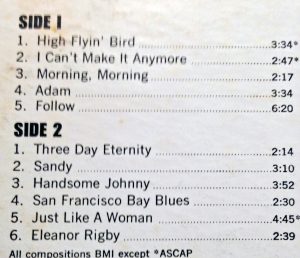 SIDE 1
1. High Flyin' Bird 3:34*
2. I Can't Make It Anymore 2:47*
3. Morning, Morning 2:17
4. Adam 3:34
5. Follow 6:20
SIDE 2
1. Three Day Eternity 2:14
2. Sandy 3:10
3. Handsome Johnny 3:52
4. San Francisco Bay Blues 2:30
5. Just Like A Woman 4:45*
6. Eleanor Rigby 2:39
All compositions BMI except *ASCAP